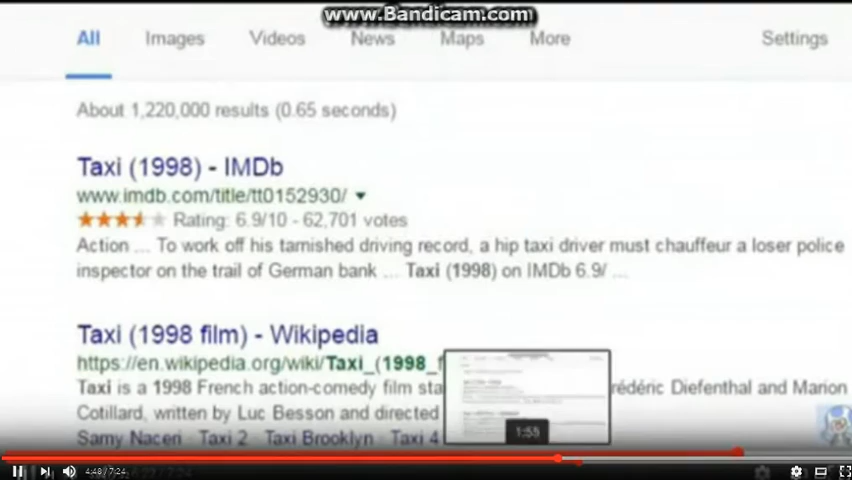 www.Bandicam.com
All Images Videos News Maps More Settings
About 1,220,000 results (0.65 seconds)
Taxi (1998) - IMDb
www.imdb.com/title/tt0152930/
Rating: 6.9/10 - 62,701 votes
Action ... To work off his tarnished driving record, a hip taxi driver must chauffeur a loser police
inspector on the trail of German bank ... Taxi (1998) on IMDb 6.9/ ...
Taxi (1998 film) - Wikipedia
https://en.wikipedia.org/wiki/Taxi_(1998_f
Taxi is a 1998 French action-comedy film sta rédéric Diefenthal and Marion
Cotillard, written by Luc Besson and directed
Samy Naceri · Taxi 2 · Taxi Brooklyn · Taxi 4
1:55
4:48 / 7:24